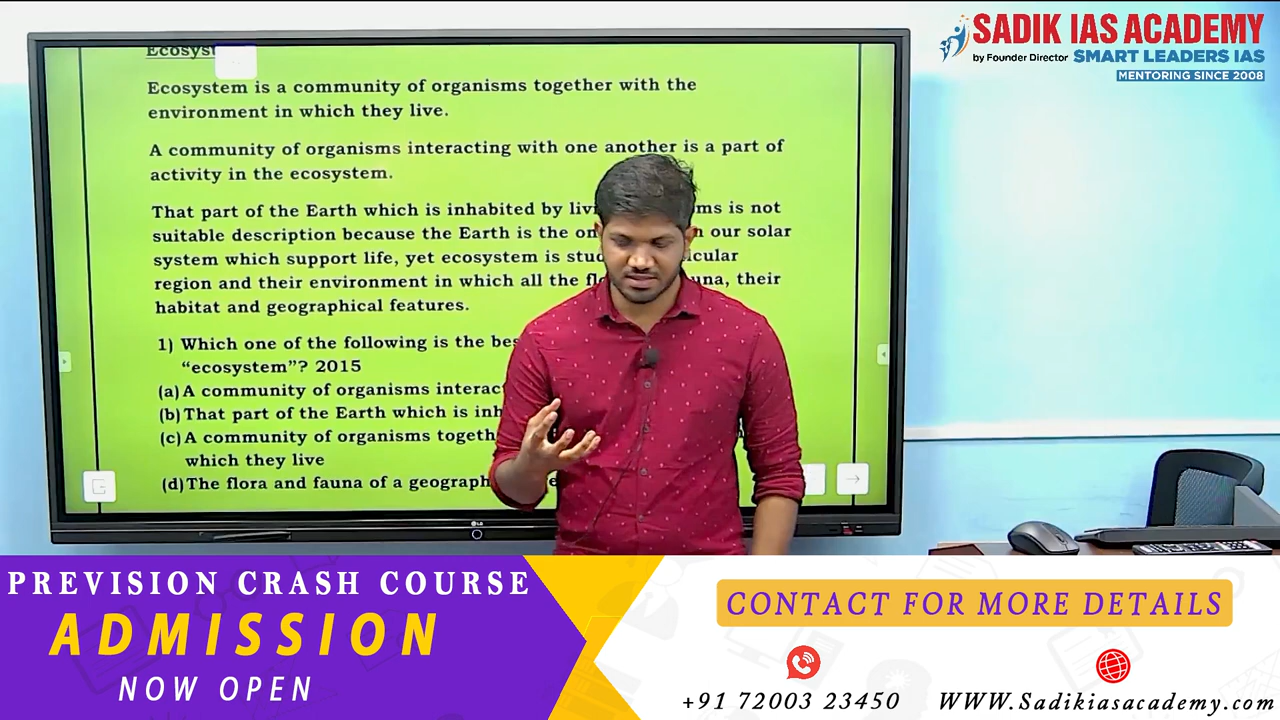 SADIK IAS ACADEMY
by Founder Director SMART LEADERS IAS
MENTORING SINCE 2008
Ecosyst
Ecosystem is a community of organisms together with the
environment in which they live.
A community of organisms interacting with one another is a part of
activity in the ecosystem.
That part of the Earth which is inhabited by livi ms is not
suitable description because the Earth is the on our solar
system which support life, yet ecosystem is stud cular
region and their environment in which all the flo una, their
habitat and geographical features.
1) Which one of the following is the bes
"ecosystem"? 2015
(a) A community of organisms interac
(b) That part of the Earth which is inh
(c) A community of organisms togeth
which they live
(d) The flora and fauna of a geograph
LG
PREVISION CRASH COURSE
ADMISSION
NOW OPEN
CONTACT FOR MORE DETAILS
+91 72003 23450
WWW.Sadikiasacademy.com